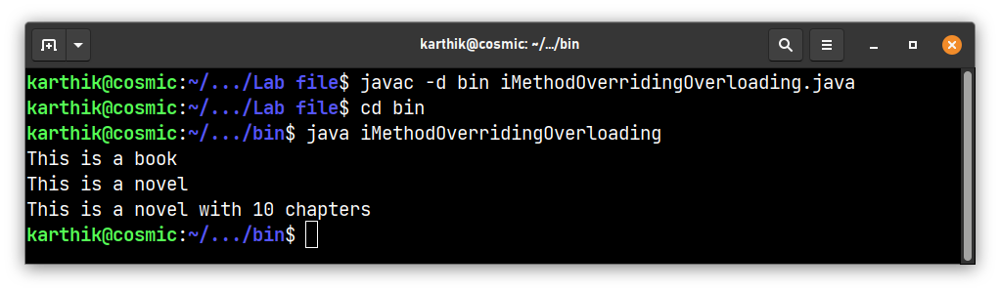 karthik@cosmic: ~/.../bin
karthik@cosmic:~/.../Lab file$ javac -d bin iMethodOverridingOverloading.java
karthik@cosmic:~/.../Lab file$ cd bin
karthik@cosmic:~/.../bin$ java iMethodOverridingOverloading
This is a book
This is a novel
This is a novel with 10 chapters
karthik@cosmic:~/.../bin$